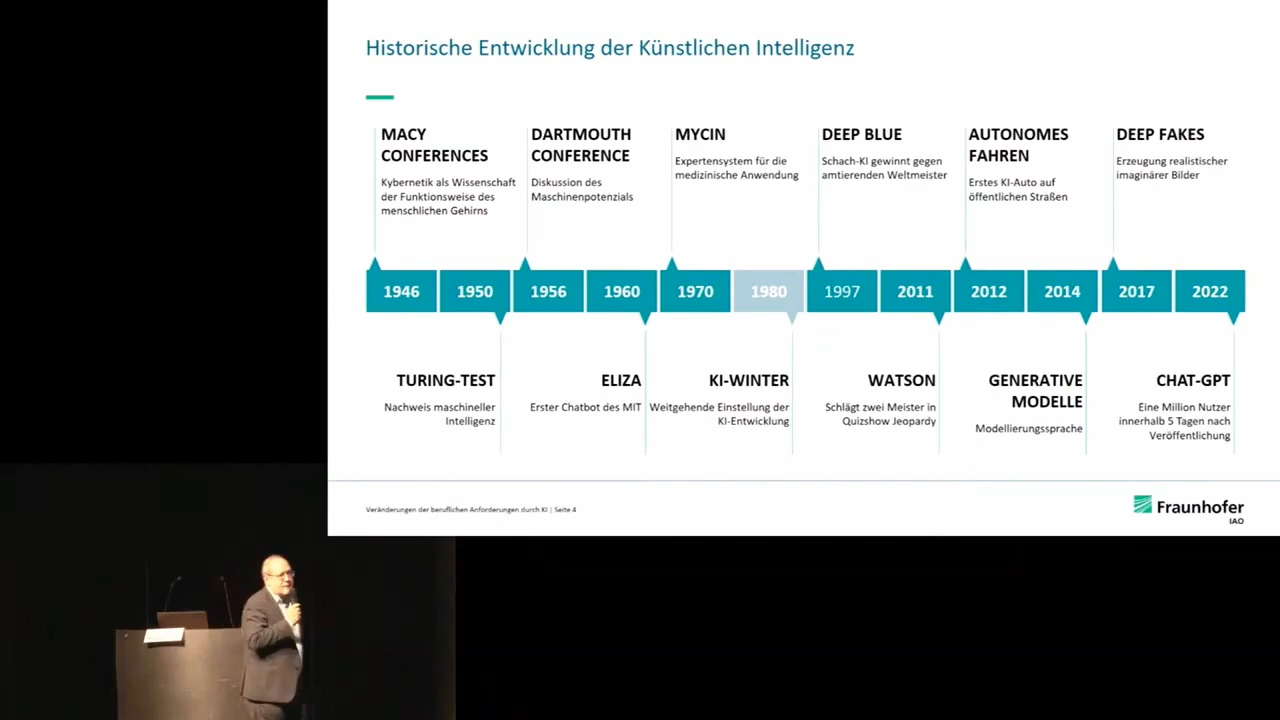 Historische Entwicklung der Künstlichen Intelligenz
MACY
CONFERENCES
Kybernetik als Wissenschaft
der Funktionsweise des
menschlichen Gehirns
DARTMOUTH
CONFERENCE
Diskussion des
Maschinenpotenzials
MYCIN
Expertensystem für die
medizinische Anwendung
DEEP BLUE
Schach-KI gewinnt gegen
amtierenden Weltmeister
AUTONOMES
FAHREN
Erstes KI-Auto auf
öffentlichen Straßen
DEEP FAKES
Erzeugung realistischer
imaginärer Bilder
1946 1950 1956 1960 1970 1980 1997 2011 2012 2014 2017 2022
TURING-TEST
Nachweis maschineller
Intelligenz
ELIZA
Erster Chatbot des MIT
KI-WINTER
Weitgehende Einstellung der
KI-Entwicklung
WATSON
Schlägt zwei Meister in
Quizshow Jeopardy
GENERATIVE
MODELLE
Modellierungssprache
CHAT-GPT
Eine Million Nutzer
innerhalb 5 Tagen nach
Veröffentlichung
Veränderungen der beruflichen Anforderungen durch KI | Seite 4
Fraunhofer
IAO